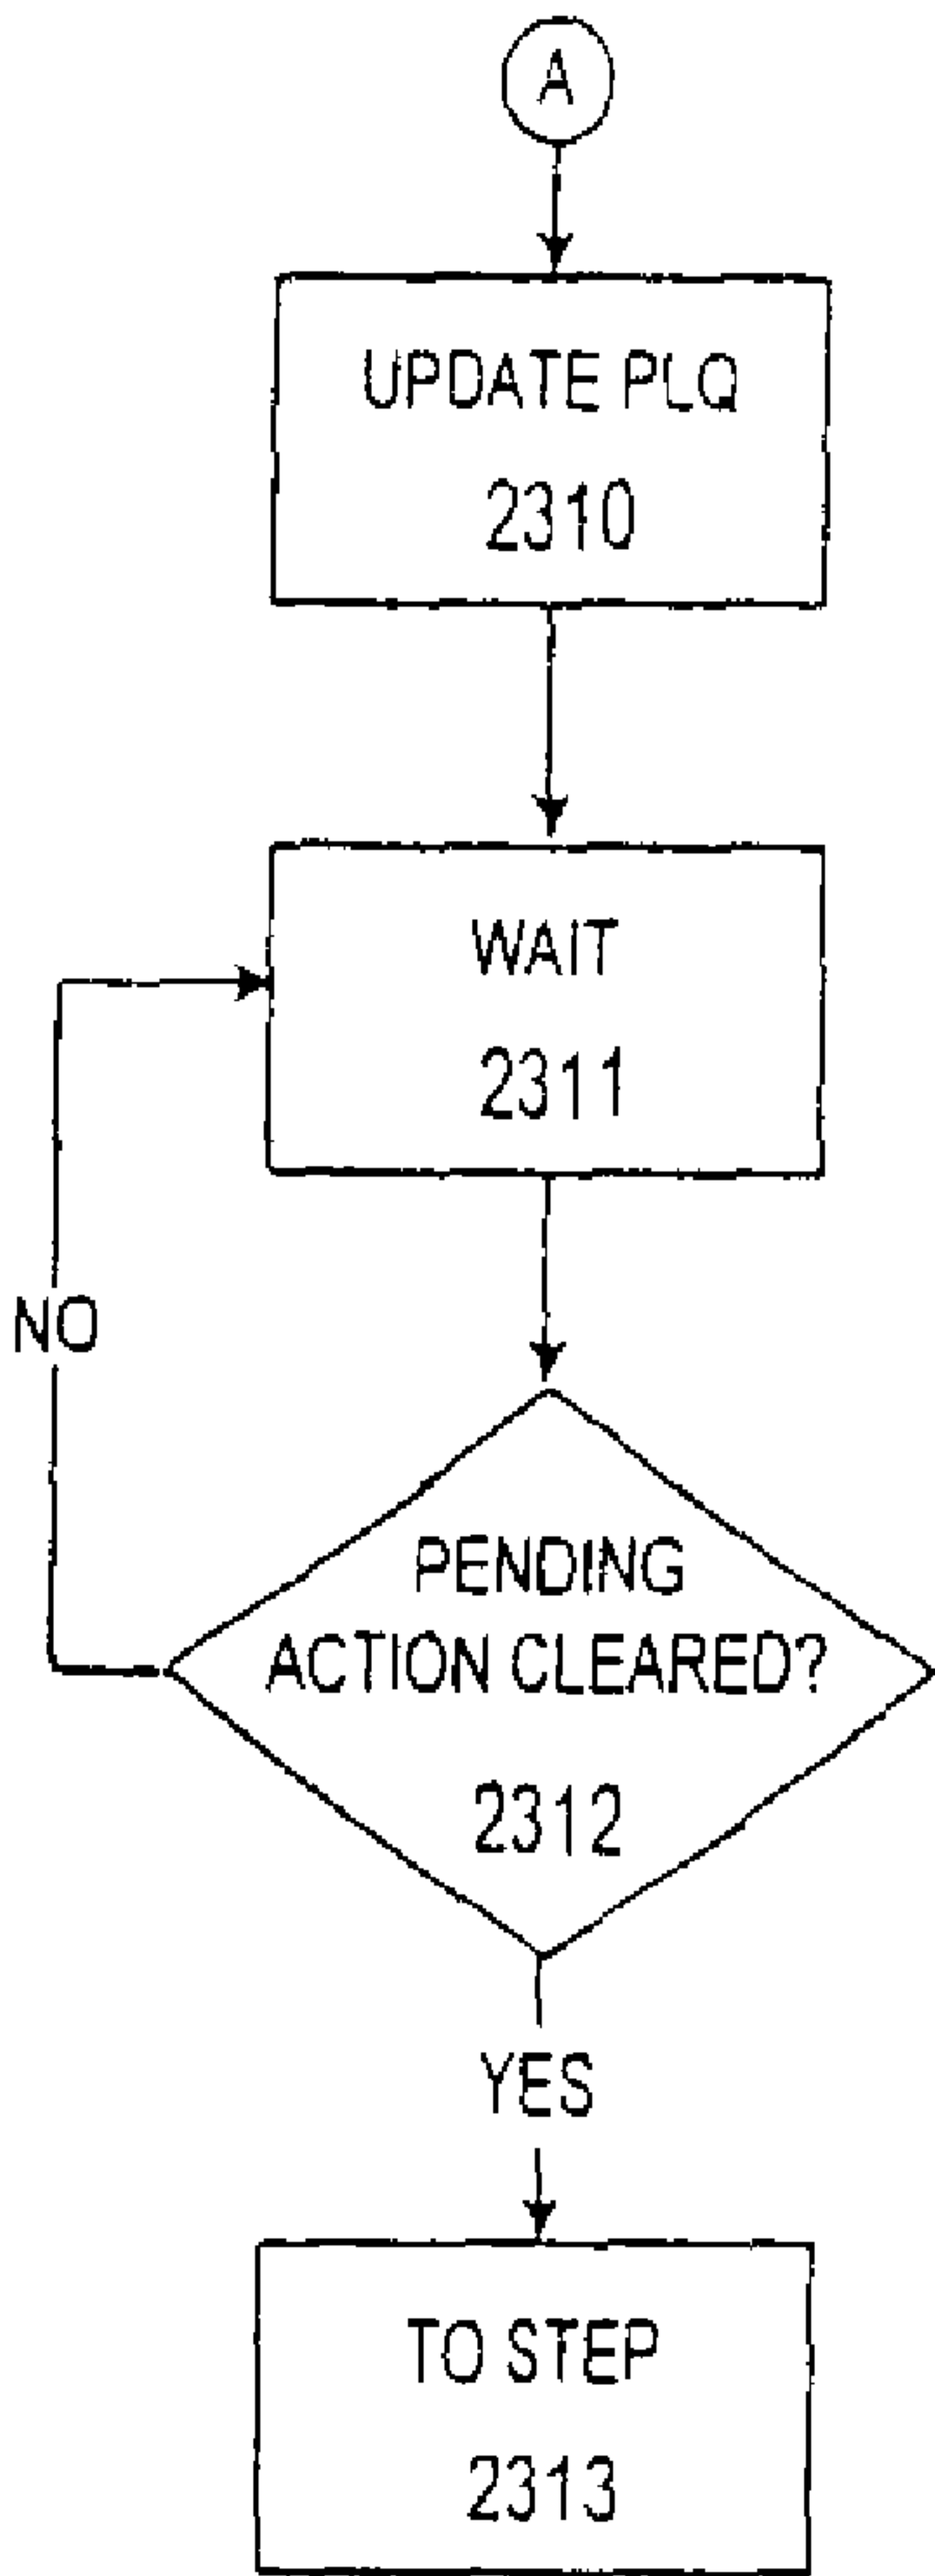 A
UPDATE PLQ
2310
WAIT
2311
NO
PENDING
ACTION CLEARED?
2312
YES
TO STEP
2313